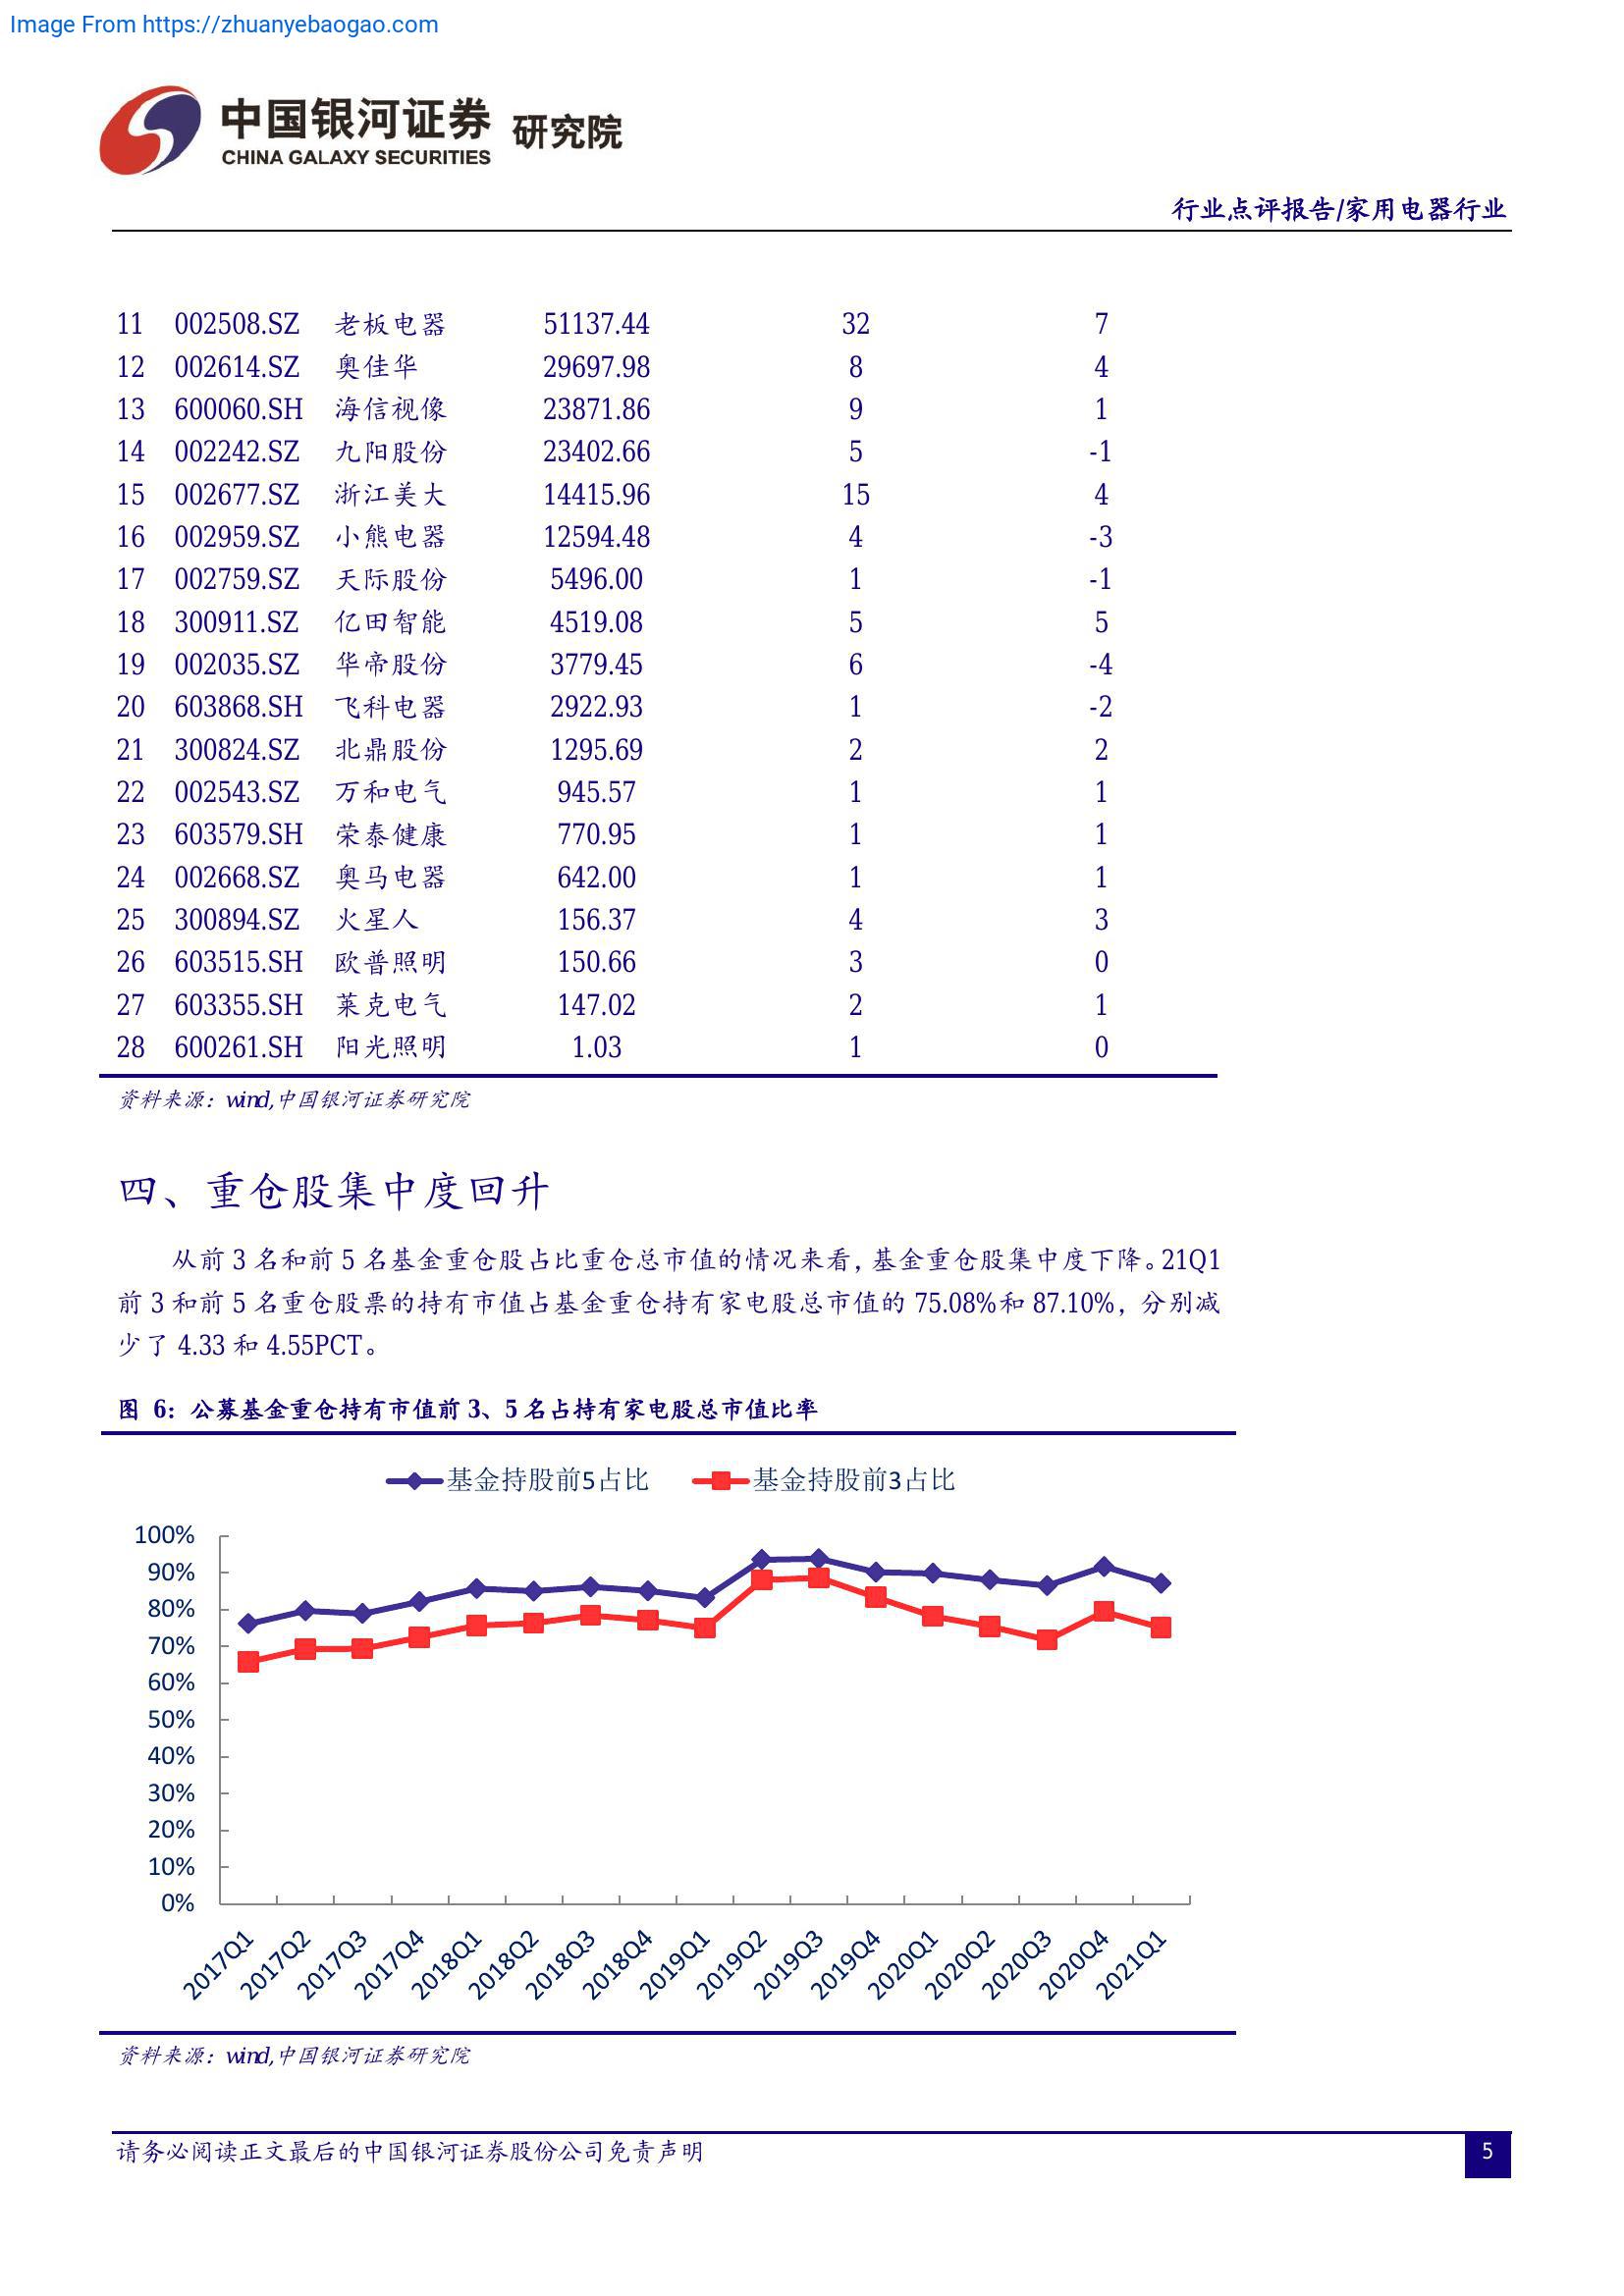 Image From https://zhuanyebaogao.com
中国银河证券 研究院
CHINA GALAXY SECURITIES
行业点评报告/家用电器行业
11 002508.SZ 老板电器 51137.44 32 7
12 002614.SZ 奥佳华 29697.98 8 4
13 600060.SH 海信视像 23871.86 9 1
14 002242.SZ 九阳股份 23402.66 5 -1
15 002677.SZ 浙江美大 14415.96 15 4
16 002959.SZ 小熊电器 12594.48 4 -3
17 002759.SZ 天际股份 5496.00 1 -1
18 300911.SZ 亿田智能 4519.08 5 5
19 002035.SZ 华帝股份 3779.45 6 -4
20 603868.SH 飞科电器 2922.93 1 -2
21 300824.SZ 北鼎股份 1295.69 2 2
22 002543.SZ 万和电气 945.57 1 1
23 603579.SH 荣泰健康 770.95 1 1
24 002668.SZ 奥马电器 642.00 1 1
25 300894.SZ 火星人 156.37 4 3
26 603515.SH 欧普照明 150.66 3 0
27 603355.SH 莱克电气 147.02 2 1
28 600261.SH 阳光照明 1.03 1 0
资料来源：wind,中国银河证券研究院
四、重仓股集中度回升
从前 3 名和前 5 名基金重仓股占比重仓总市值的情况来看，基金重仓股集中度下降。21Q1
前 3 和前 5 名重仓股票的持有市值占基金重仓持有家电股总市值的 75.08%和 87.10%，分别减
少了 4.33 和 4.55PCT。
图 6：公募基金重仓持有市值前 3、5 名占持有家电股总市值比率
基金持股前5占比 基金持股前3占比
100%
90%
80%
70%
60%
50%
40%
30%
20%
10%
0%
2017Q1 2017Q2 2017Q3 2017Q4 2018Q1 2018Q2 2018Q3 2018Q4 2019Q1 2019Q2 2019Q3 2019Q4 2020Q1 2020Q2 2020Q3 2020Q4 2021Q1
资料来源：wind,中国银河证券研究院
请务必阅读正文最后的中国银河证券股份公司免责声明 5